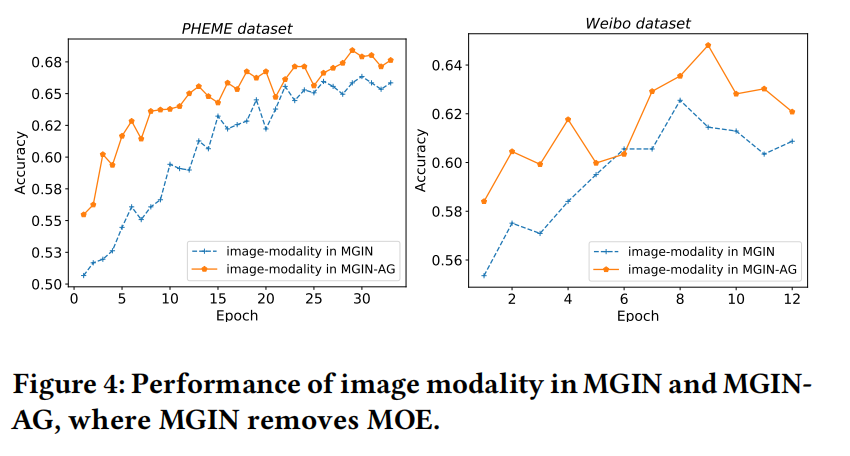 PHEME dataset
Accuracy
0.68
0.65
0.62
0.60
0.58
0.55
0.53
0.50
0 5 10 15 20 25 30
Epoch
image-modality in MGIN
image-modality in MGIN-AG
Weibo dataset
Accuracy
0.64
0.62
0.60
0.58
0.56
2 4 6 8 10 12
Epoch
image-modality in MGIN
image-modality in MGIN-AG
Figure 4: Performance of image modality in MGIN and MGIN-
AG, where MGIN removes MOE.